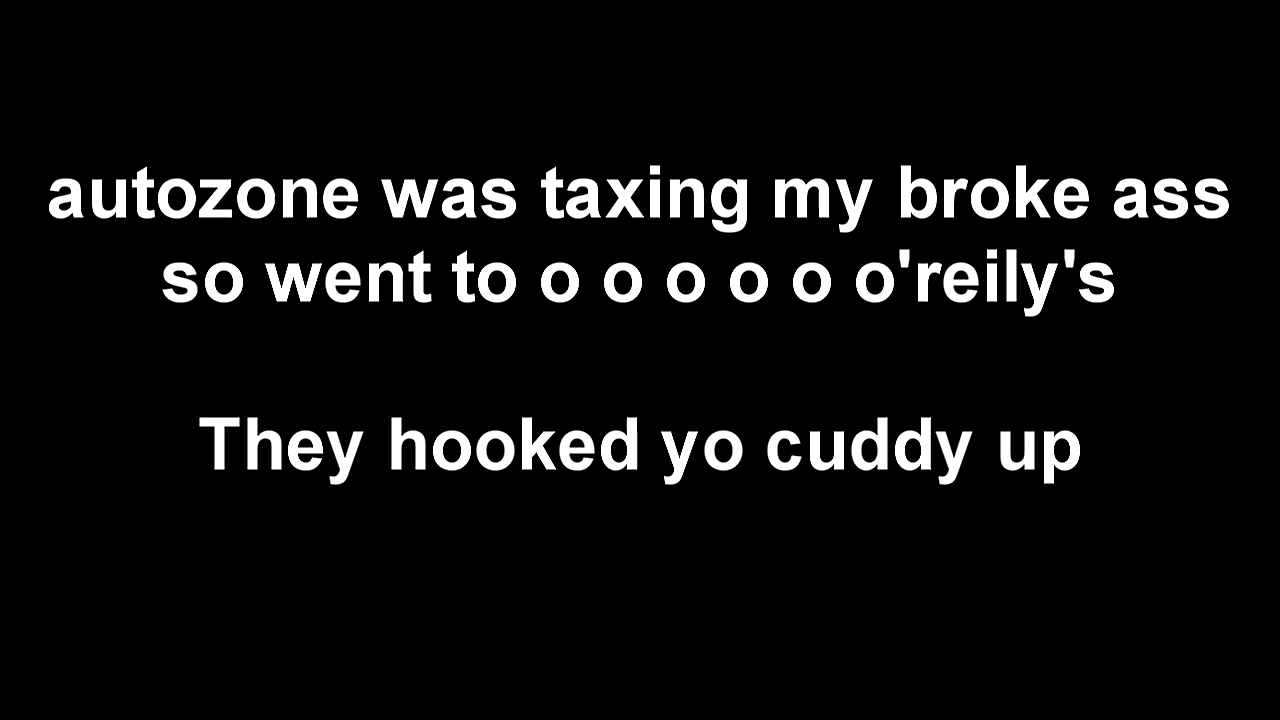 autozone was taxing my broke ass
so went to o o o o o o'reily's
They hooked yo cuddy up